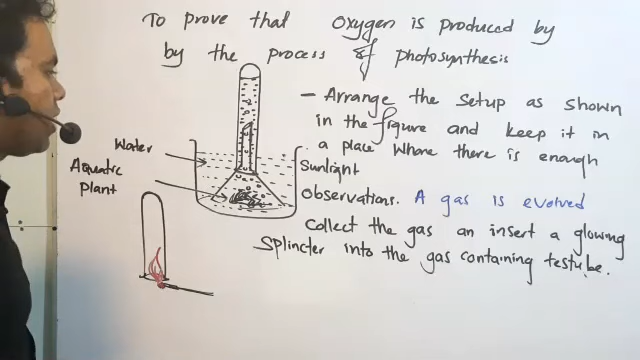 To prove that oxygen is produced by
by the process of photosynthesis
- Arrange the setup as shown
in the figure and keep it in
a place where there is enough
Sunlight
Water
Aquatic
plant
Observations. A gas is evolved
Collect the gas an insert a glowing
Splincter into the gas containing testube.